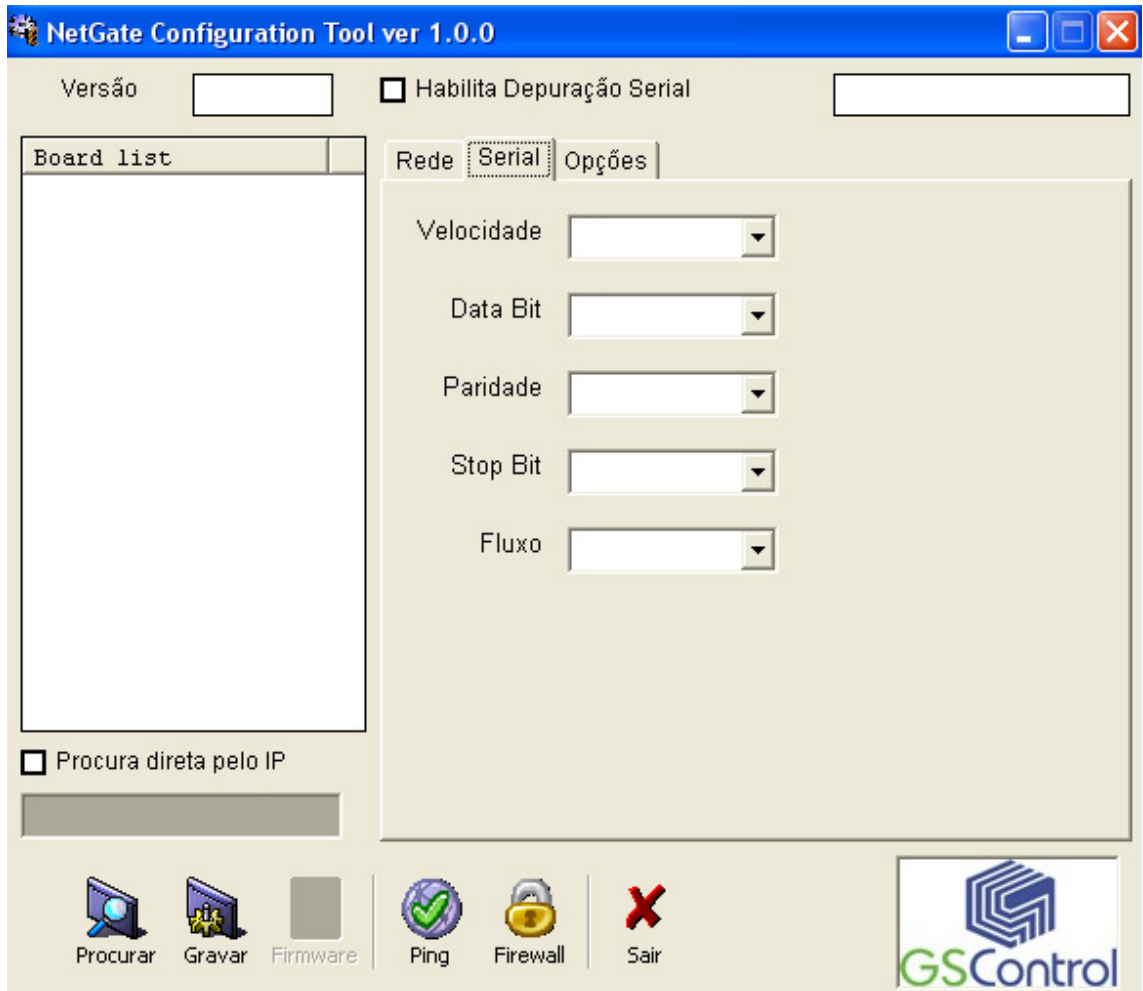 NetGate Configuration Tool ver 1.0.0
Versão
Habilita Depuração Serial
Board list
Rede Serial Opções
Velocidade
Data Bit
Paridade
Stop Bit
Fluxo
Procura direta pelo IP
Procurar Gravar Firmware Ping Firewall Sair
GSControl